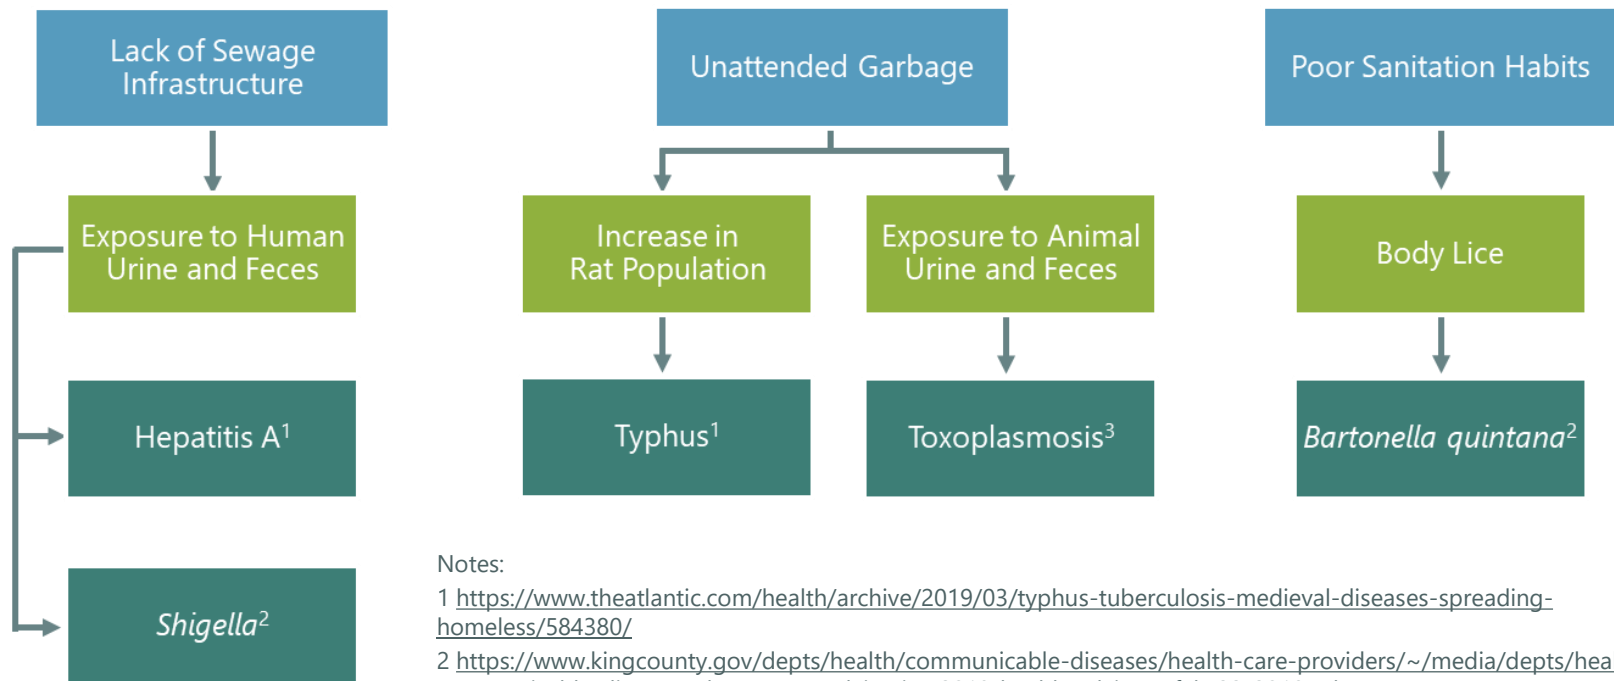 Lack of Sewage
Infrastructure
Unattended Garbage
Poor Sanitation Habits
Exposure to Human
Urine and Feces
Increase in
Rat Population
Exposure to Animal
Urine and Feces
Body Lice
Hepatitis A¹
Typhus¹
Toxoplasmosis³
Bartonella quintana²
Shigella²
Notes:
1 https://www.theatlantic.com/health/archive/2019/03/typhus-tuberculosis-medieval-diseases-spreading-
homeless/584380/
2 https://www.kingcounty.gov/depts/health/communicable-diseases/health-care-providers/~/media/depts/hea